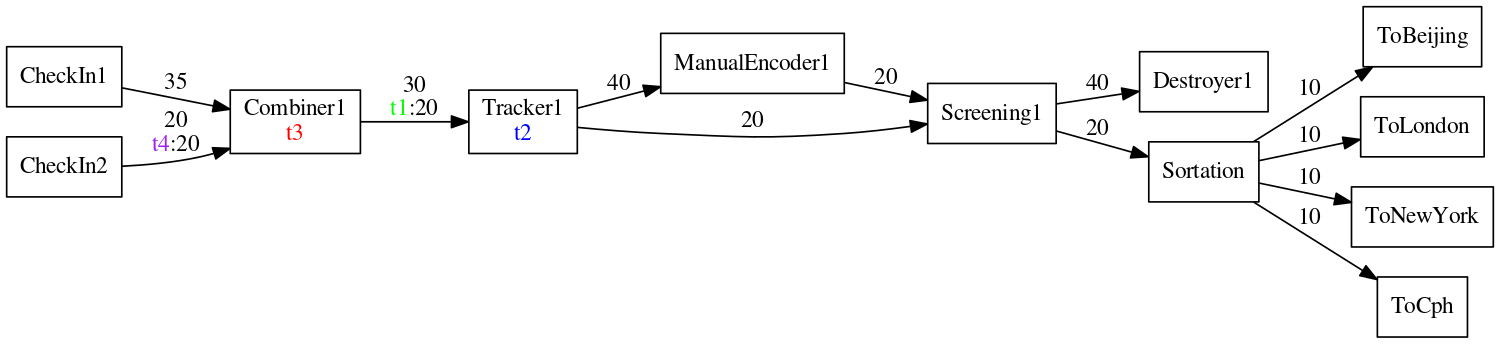 CheckIn1
CheckIn2
35
20
t4:20
Combiner1
t3
30
t1:20
Tracker1
t2
40
20
ManualEncoder1
20
Screening1
40
20
Destroyer1
Sortation
10
10
10
10
ToBeijing
ToLondon
ToNewYork
ToCph